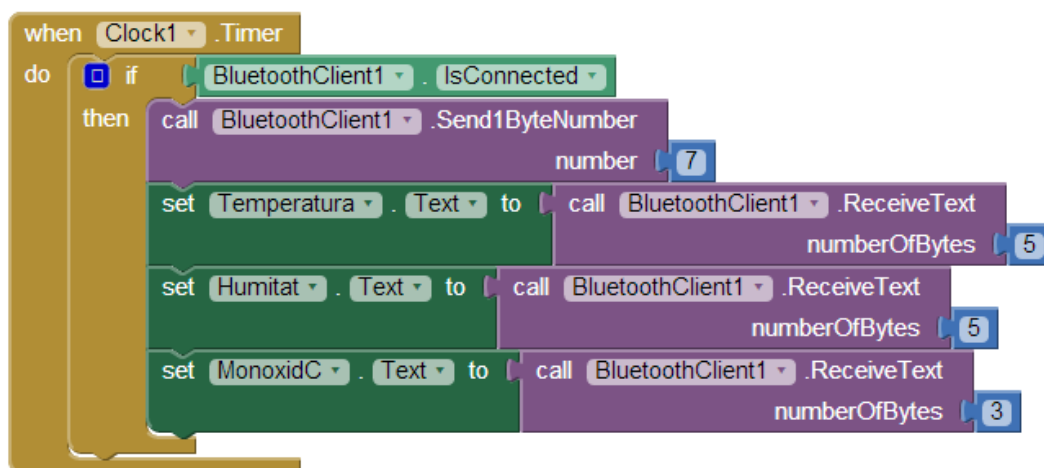 when Clock1 .Timer
do if BluetoothClient1 . IsConnected
then call BluetoothClient1 .Send1ByteNumber
number 7
set Temperatura . Text to call BluetoothClient1 .ReceiveText
numberOfBytes 5
set Humitat . Text to call BluetoothClient1 .ReceiveText
numberOfBytes 5
set MonoxidC . Text to call BluetoothClient1 .ReceiveText
numberOfBytes 3